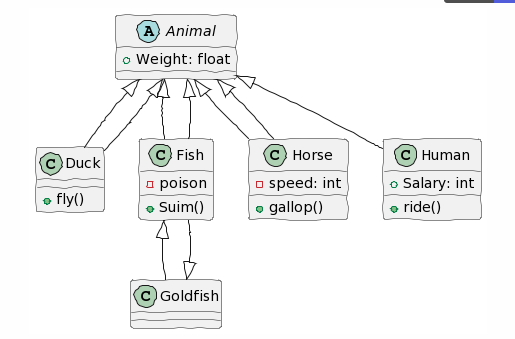 A Animal
Weight: float
C Duck
fly()
C Fish
poison
Suim()
C Horse
speed: int
gallop()
C Human
Salary: int
ride()
C Goldfish